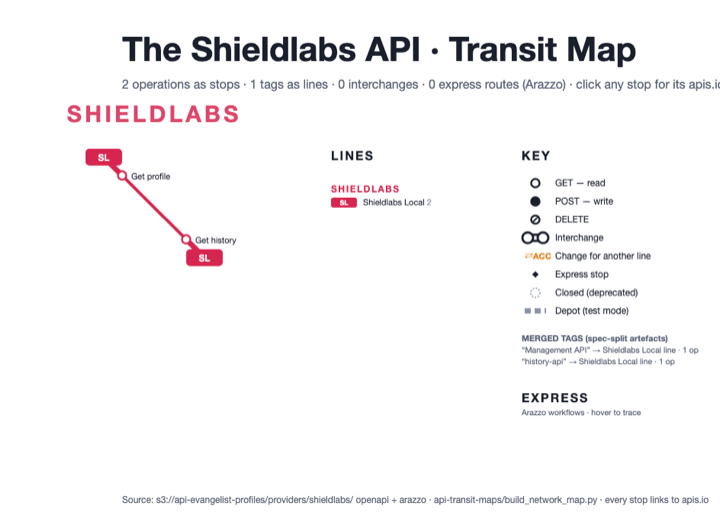 The Shieldlabs API · Transit Map
2 operations as stops · 1 tags as lines · 0 interchanges · 0 express routes (Arazzo) · click any stop for its apis.io
SHIELDLABS
SL
Get profile
Get history
SL
LINES
SHIELDLABS
SL Shieldlabs Local 2
KEY
GET — read
POST — write
DELETE
Interchange
⇄ACC Change for another line
Express stop
Closed (deprecated)
Depot (test mode)
MERGED TAGS (spec-split artefacts)
"Management API" → Shieldlabs Local line · 1 op
"history-api" → Shieldlabs Local line · 1 op
EXPRESS
Arazzo workflows · hover to trace
Source: s3://api-evangelist-profiles/providers/shieldlabs/ openapi + arazzo · api-transit-maps/build_network_map.py · every stop links to apis.io